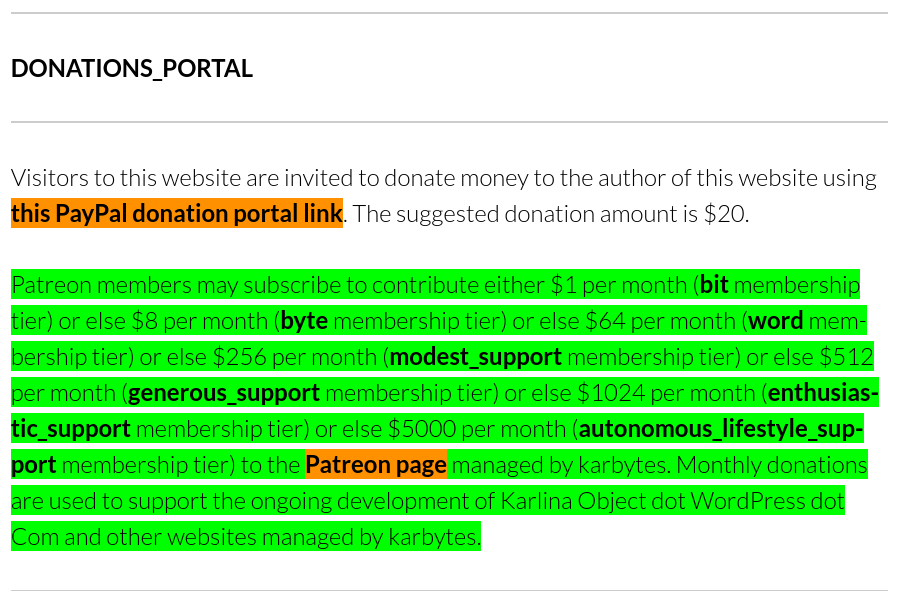 DONATIONS_PORTAL
Visitors to this website are invited to donate money to the author of this website using
this PayPal donation portal link. The suggested donation amount is $20.
Patreon members may subscribe to contribute either $1 per month (bit membership
tier) or else $8 per month (byte membership tier) or else $64 per month (word mem-
bership tier) or else $256 per month (modest_support membership tier) or else $512
per month (generous_support membership tier) or else $1024 per month (enthusias-
tic_support membership tier) or else $5000 per month (autonomous_lifestyle_sup-
port membership tier) to the Patreon page managed by karbytes. Monthly donations
are used to support the ongoing development of Karlina Object dot WordPress dot
Com and other websites managed by karbytes.